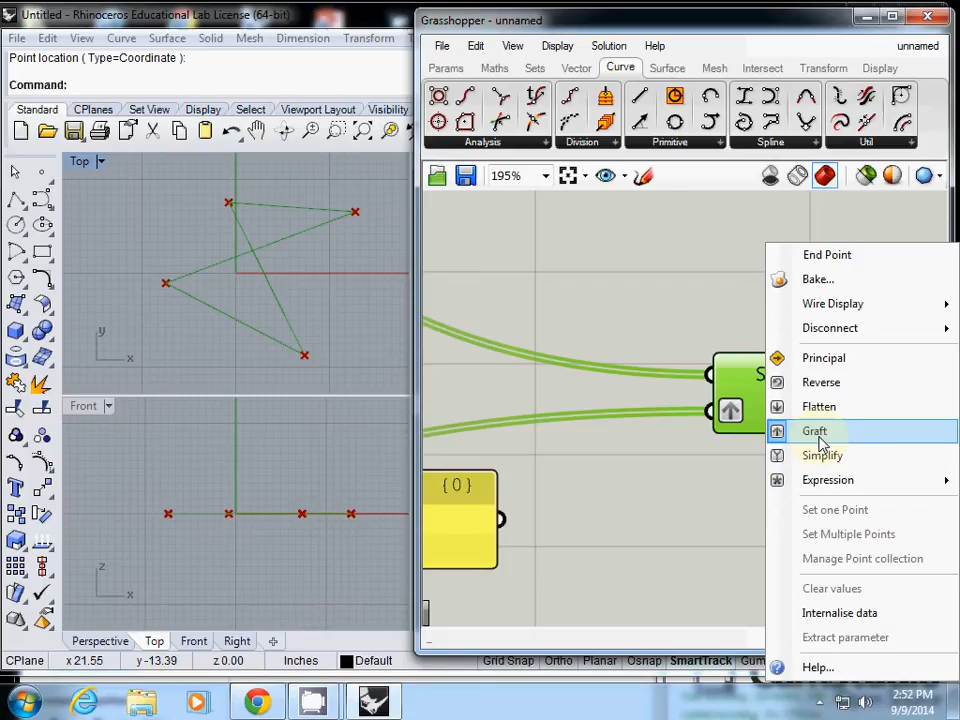 Untitled - Rhinoceros Educational Lab License (64-bit)
File Edit View Curve Surface Solid Mesh Dimension Transform
Point location ( Type=Coordinate ):
Command:
Standard CPlanes Set View Display Select Viewport Layout Visibility
Top
y
x
Front
z
x
Perspective Top Front Right
CPlane x 21.55 y -13.39 z 0.00 Inches Default Grid Snap Ortho Planar Osnap SmartTrack Gum
Grasshopper - unnamed
File Edit View Display Solution Help unnamed
Params Maths Sets Vector Curve Surface Mesh Intersect Transform Display
Analysis Division Primitive Spline Util
195%
S
{ 0 }
End Point
Bake...
Wire Display
Disconnect
Principal
Reverse
Flatten
Graft
Simplify
Expression
Set one Point
Set Multiple Points
Manage Point collection
Clear values
Internalise data
Extract parameter
Help...
2:52 PM
9/9/2014